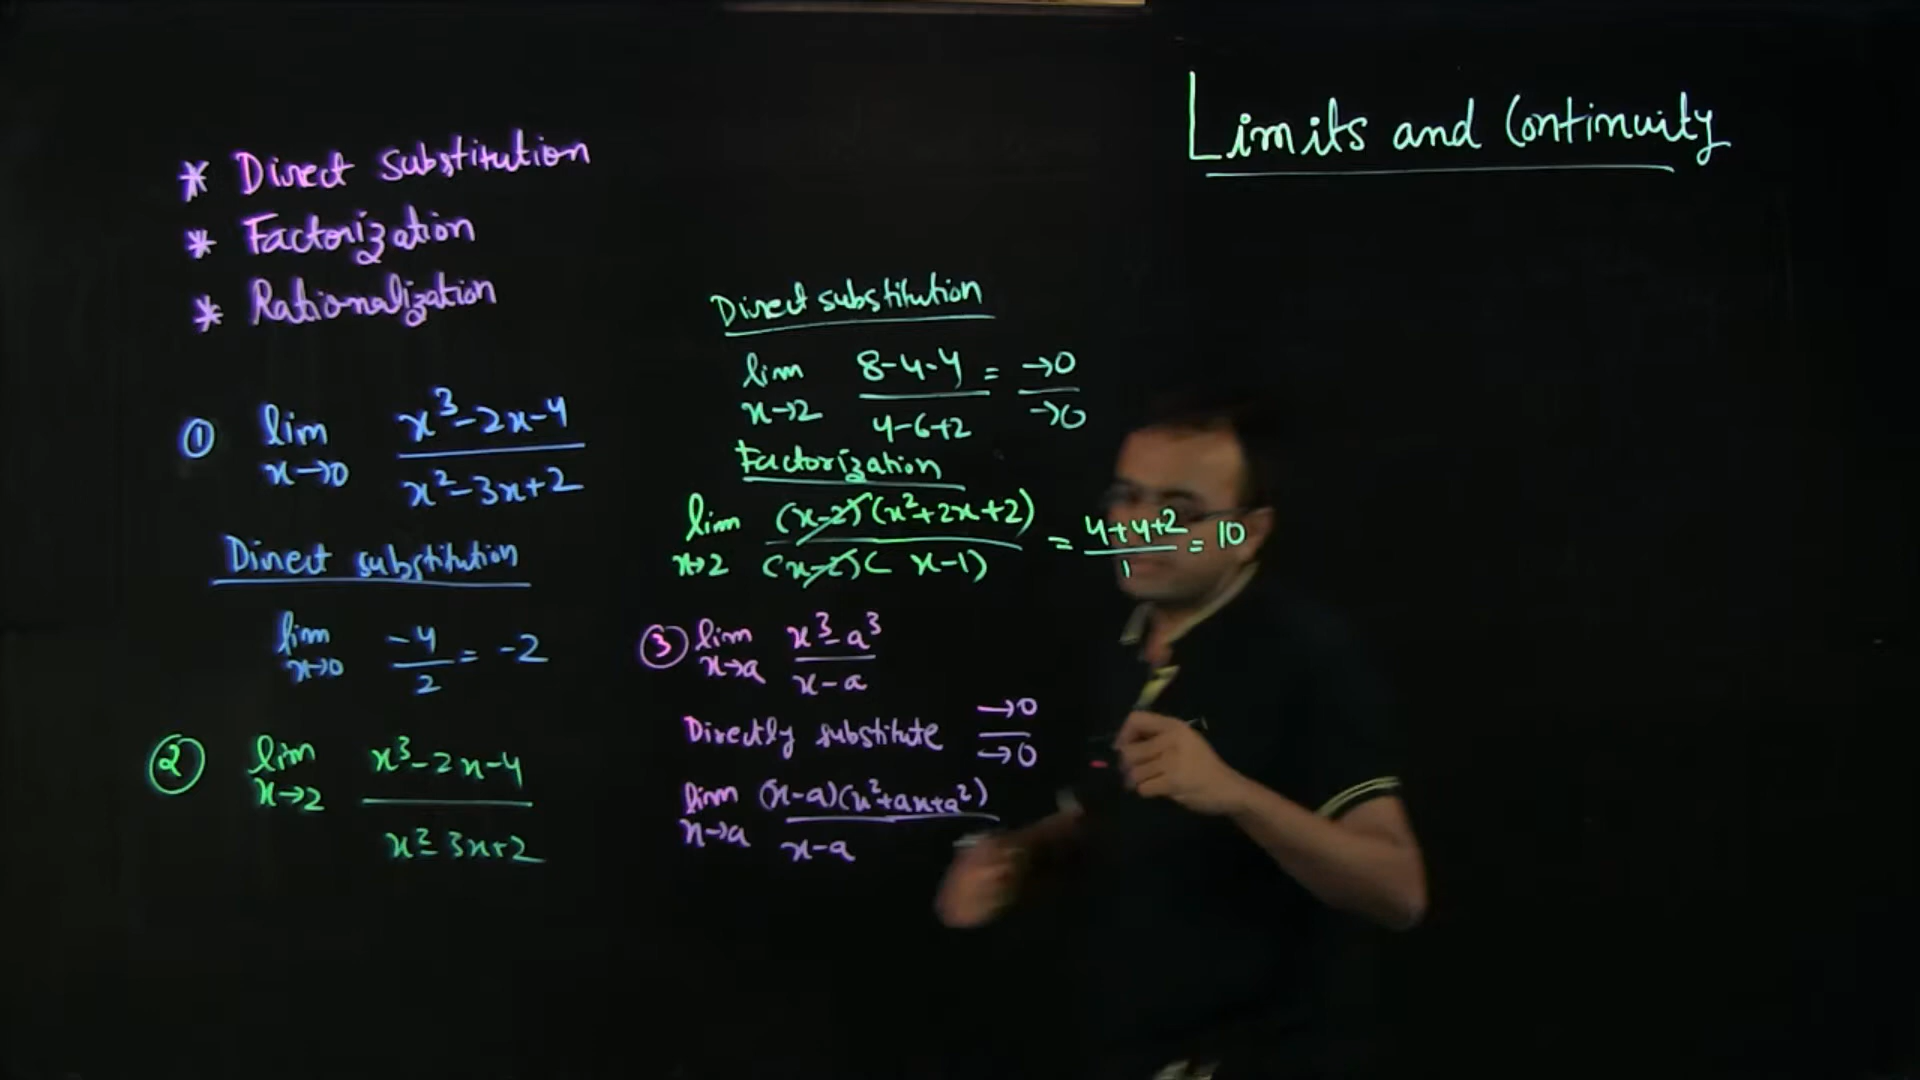 Limits and Continuity
* Direct substitution
* Factorization
* Rationalization
① lim x→0 (x³-2x-4)/(x²-3x+2)
Direct substitution
lim x→0 -4/2 = -2
② lim x→2 (x³-2x-4)/(x²-3x+2)
Direct substitution
lim x→2 (8-4-4)/(4-6+2) = →0/→0
Factorization
lim x→2 (x-2)(x²+2x+2)/(x-2)( x-1) = (4+4+2)/1 = 10
③ lim x→a (x³-a³)/(x-a)
Directly substitute →0/→0
lim x→a (x-a)(x²+ax+a²)/(x-a)